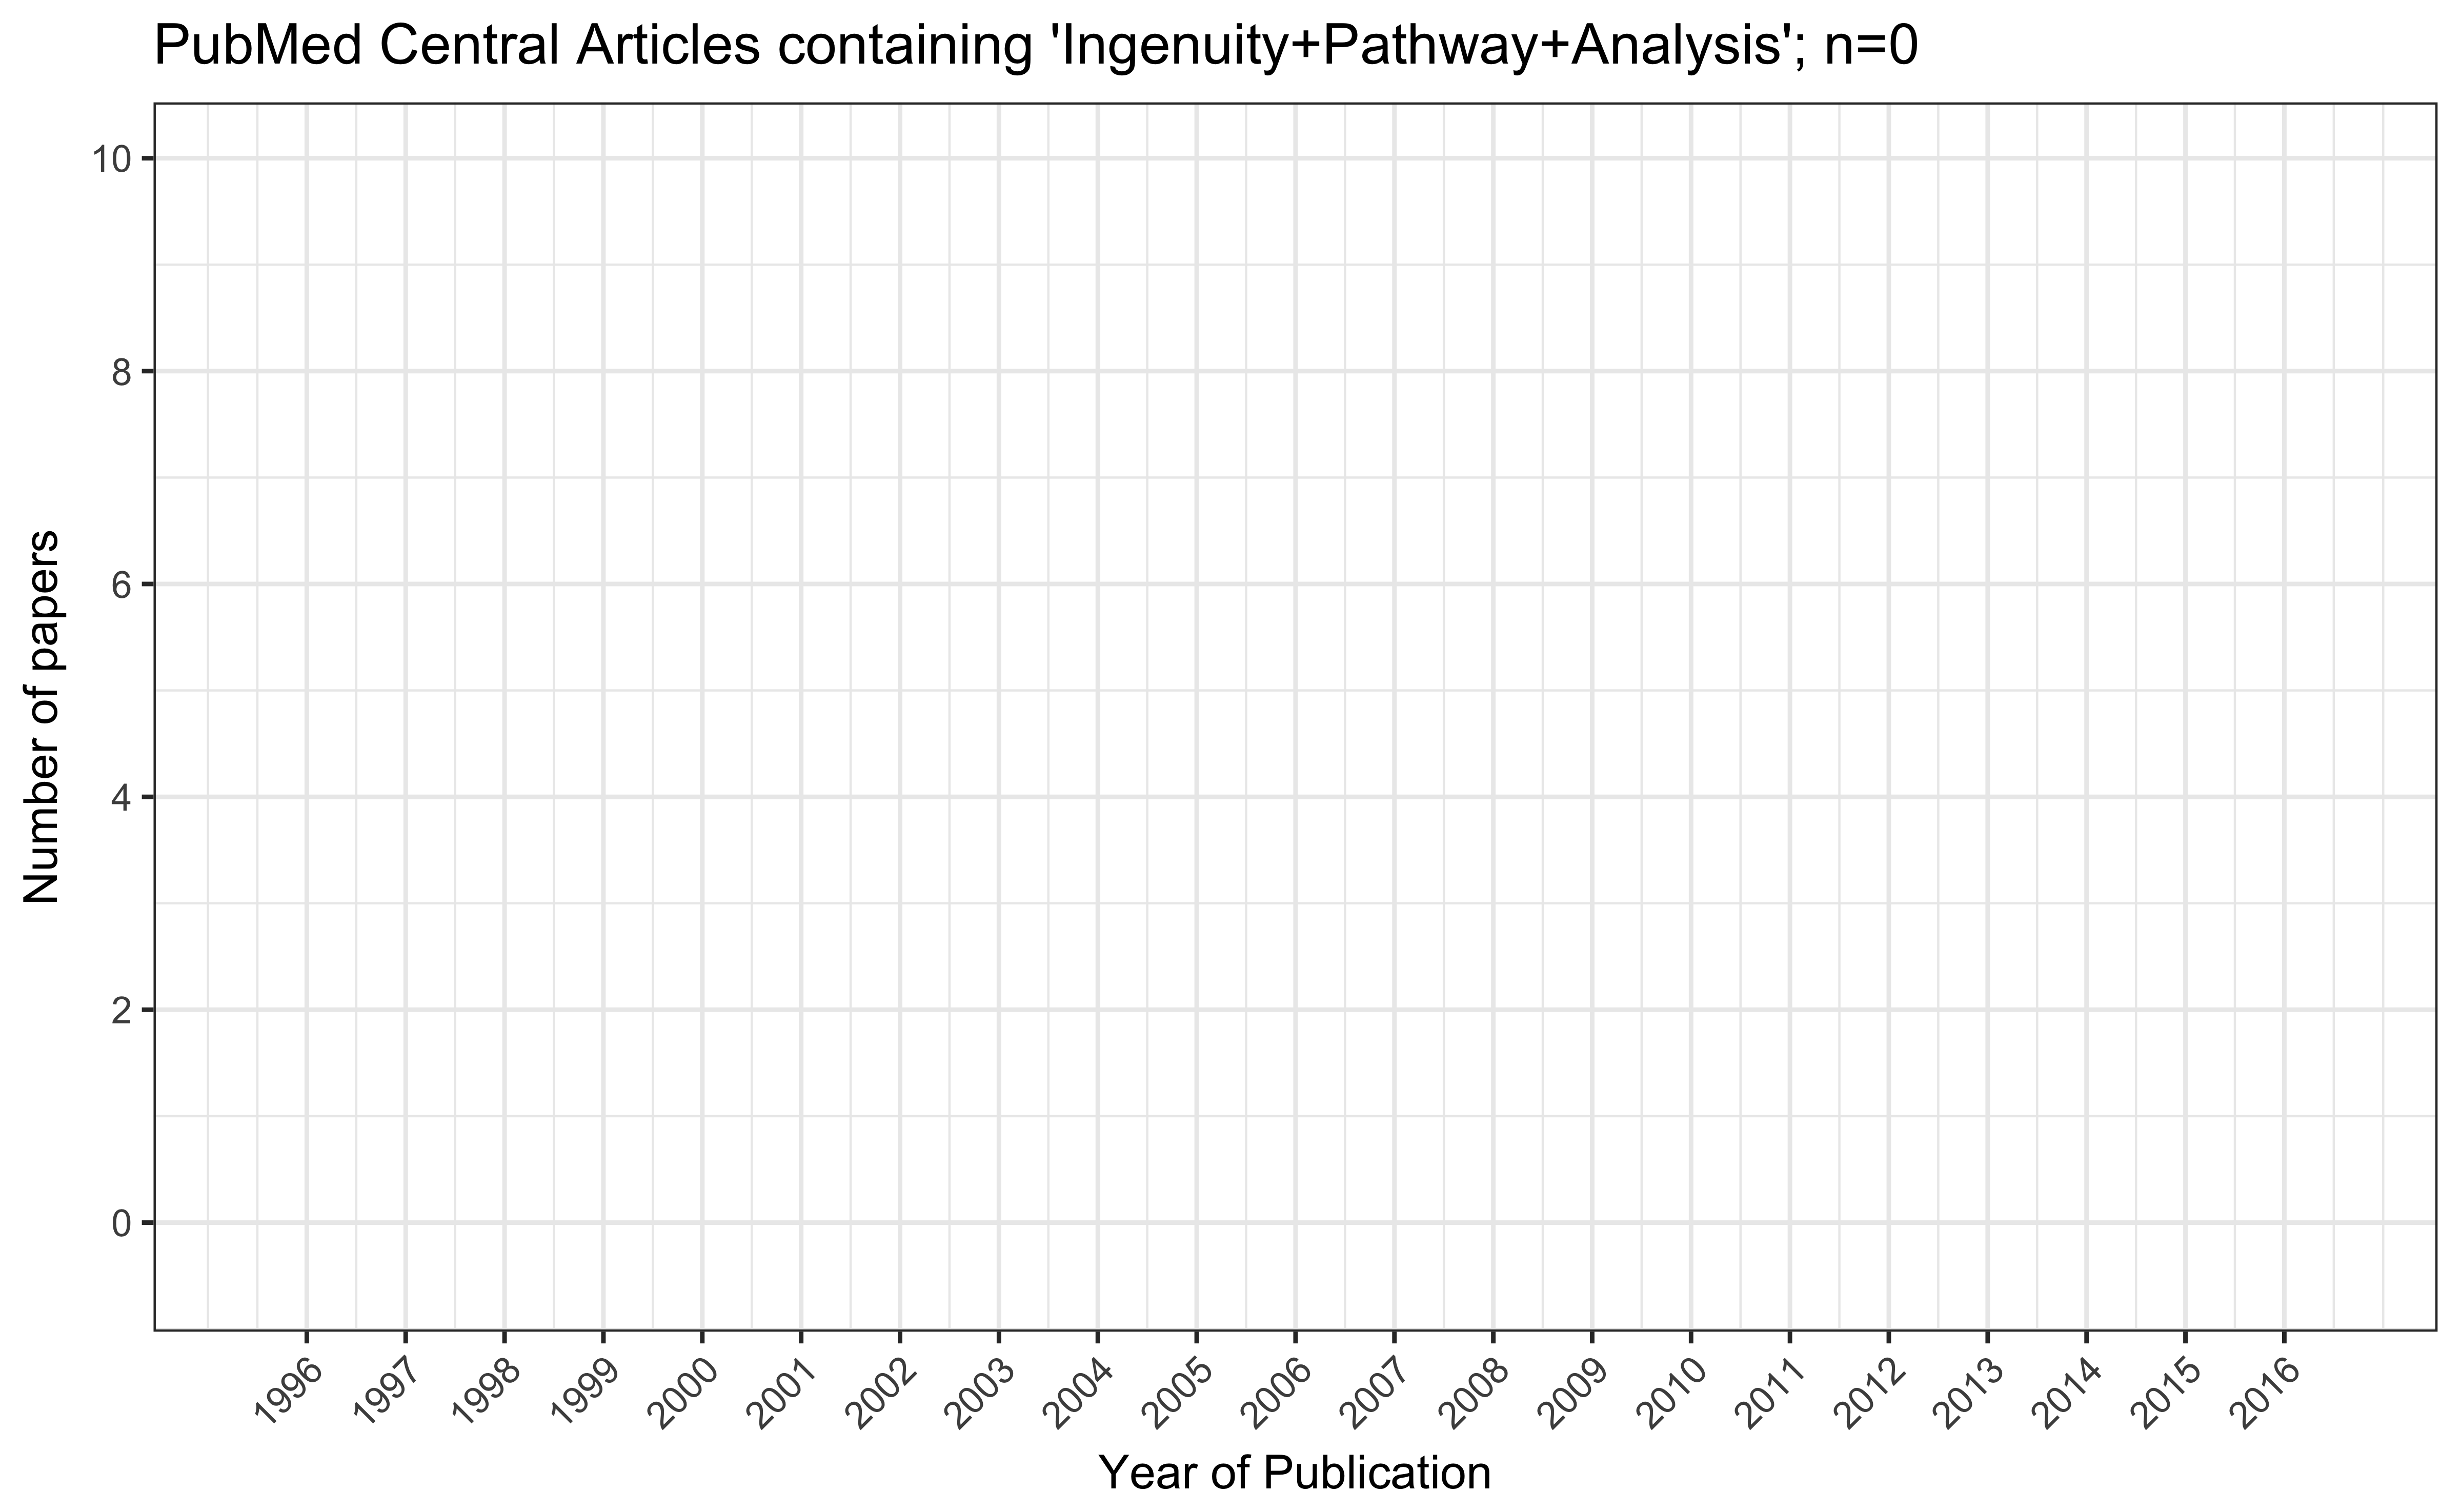 PubMed Central Articles containing 'Ingenuity+Pathway+Analysis'; n=0
10
8
6
4
2
0
Number of papers
1996 1997 1998 1999 2000 2001 2002 2003 2004 2005 2006 2007 2008 2009 2010 2011 2012 2013 2014 2015 2016
Year of Publication